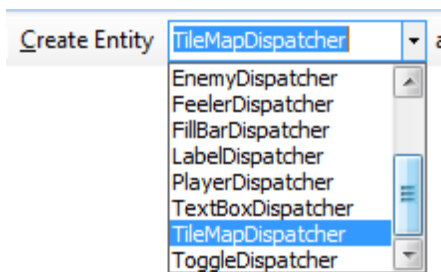 Create Entity TileMapDispatcher a
EnemyDispatcher
FeelerDispatcher
FillBarDispatcher
LabelDispatcher
PlayerDispatcher
TextBoxDispatcher
TileMapDispatcher
ToggleDispatcher